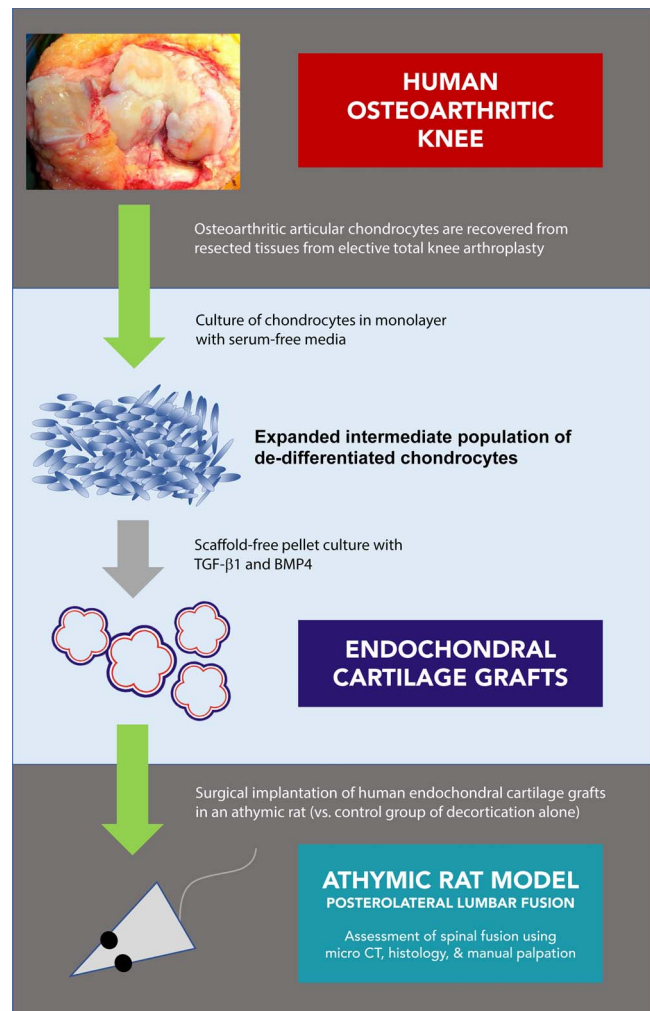 HUMAN
OSTEOARTHRITIC
KNEE
Osteoarthritic articular chondrocytes are recovered from
resected tissues from elective total knee arthroplasty
Culture of chondrocytes in monolayer
with serum-free media
Expanded intermediate population of
de-differentiated chondrocytes
Scaffold-free pellet culture with
TGF-β1 and BMP4
ENDOCHONDRAL
CARTILAGE GRAFTS
Surgical implantation of human endochondral cartilage grafts
in an athymic rat (vs. control group of decortication alone)
ATHYMIC RAT MODEL
POSTEROLATERAL LUMBAR FUSION
Assessment of spinal fusion using
micro CT, histology, & manual palpation